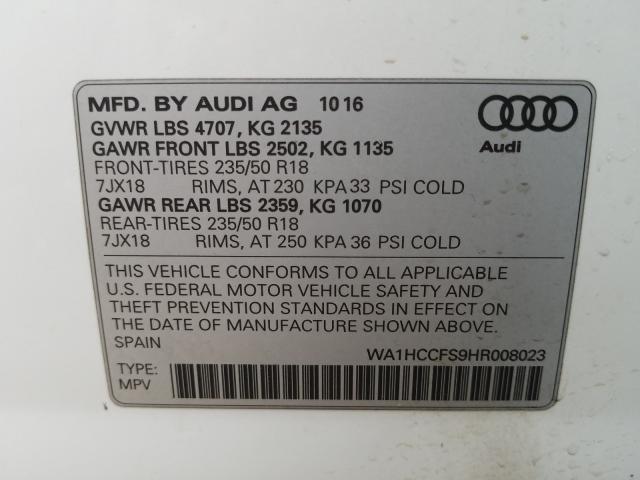 MFD. BY AUDI AG 10 16
GVWR LBS 4707, KG 2135
GAWR FRONT LBS 2502, KG 1135
FRONT-TIRES 235/50 R18
7JX18 RIMS, AT 230 KPA 33 PSI COLD
GAWR REAR LBS 2359, KG 1070
REAR-TIRES 235/50 R18
7JX18 RIMS, AT 250 KPA 36 PSI COLD
Audi
THIS VEHICLE CONFORMS TO ALL APPLICABLE
U.S. FEDERAL MOTOR VEHICLE SAFETY AND
THEFT PREVENTION STANDARDS IN EFFECT ON
THE DATE OF MANUFACTURE SHOWN ABOVE.
SPAIN
WA1HCCFS9HR008023
TYPE:
MPV